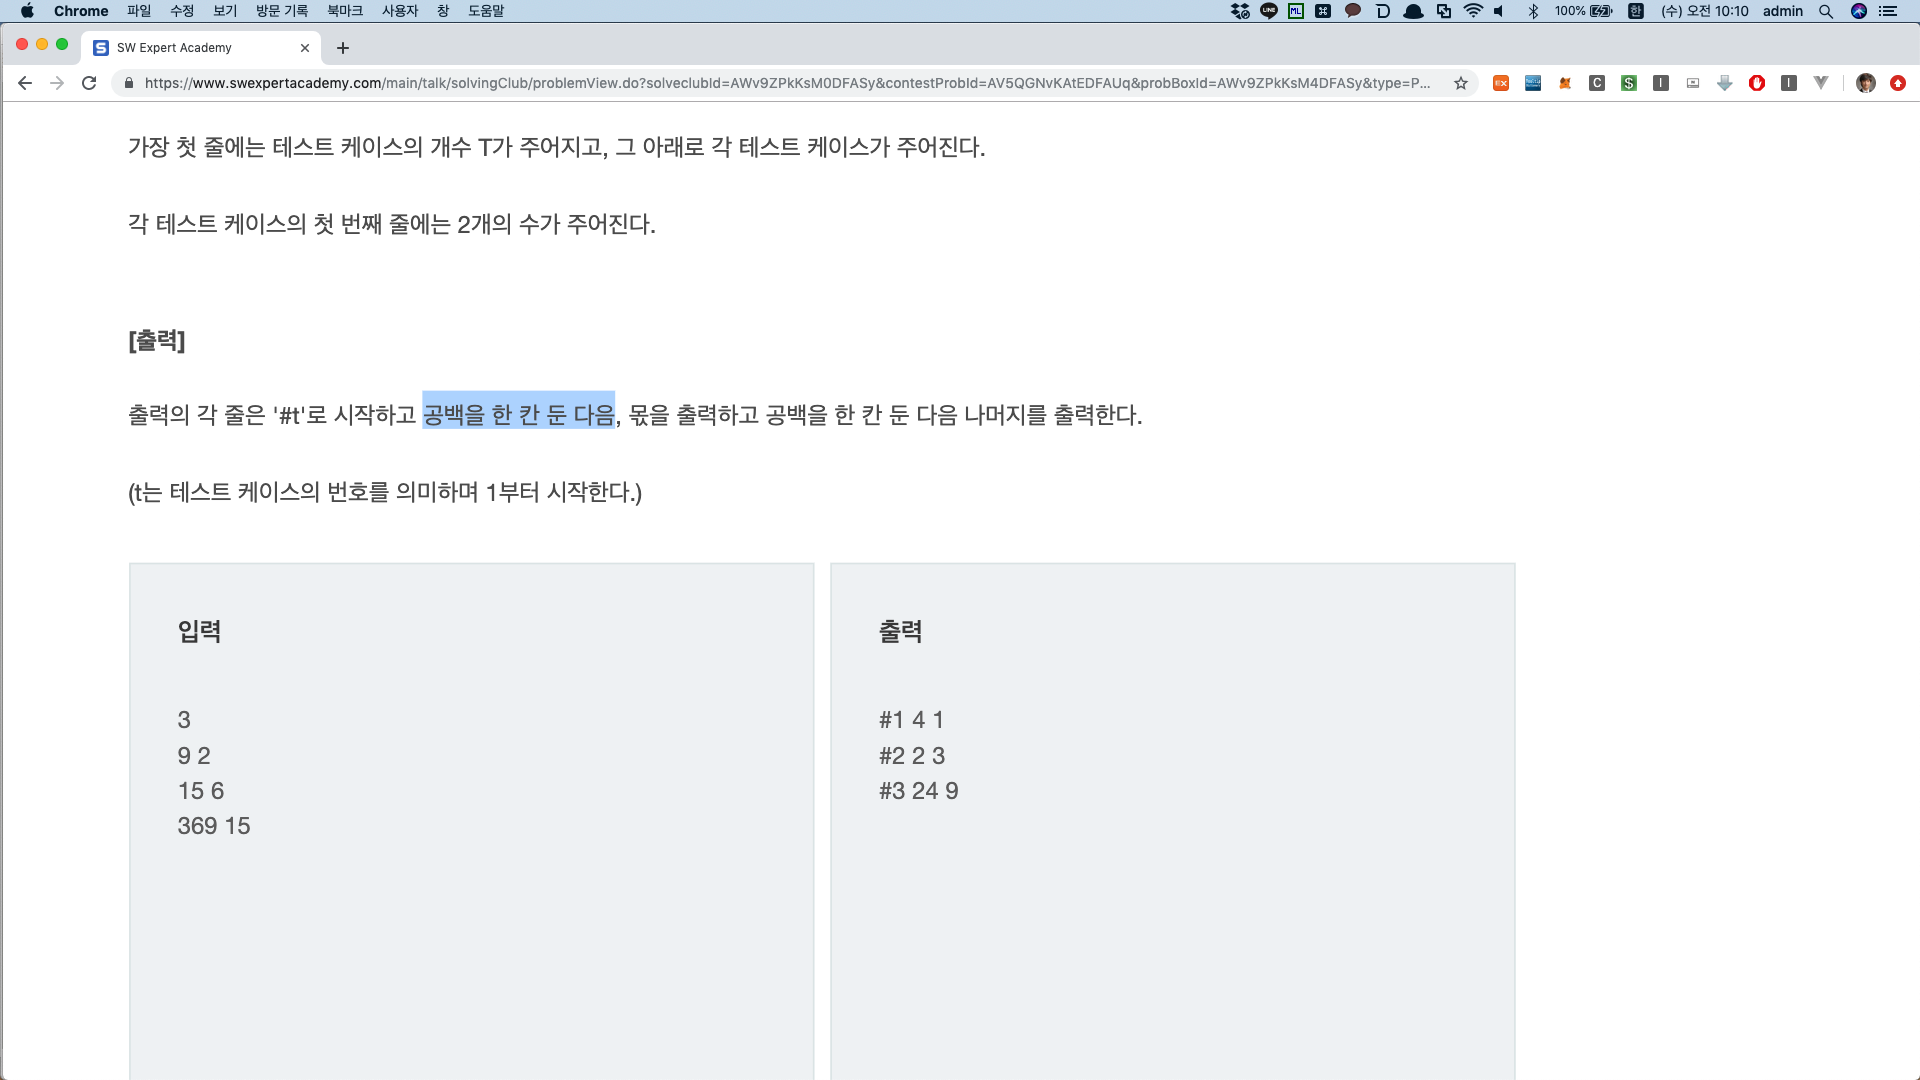 Chrome 파일 수정 보기 방문 기록 북마크 사용자 창 도움말 100% 한 (수) 오전 10:10 admin
SW Expert Academy
https://www.swexpertacademy.com/main/talk/solvingClub/problemView.do?solveclubId=AWv9ZPkKsM0DFASy&contestProbId=AV5QGNvKAtEDFAUq&probBoxId=AWv9ZPkKsM4DFASy&type=P...
가장 첫 줄에는 테스트 케이스의 개수 T가 주어지고, 그 아래로 각 테스트 케이스가 주어진다.
각 테스트 케이스의 첫 번째 줄에는 2개의 수가 주어진다.
[출력]
출력의 각 줄은 '#t'로 시작하고 공백을 한 칸 둔 다음, 몫을 출력하고 공백을 한 칸 둔 다음 나머지를 출력한다.
(t는 테스트 케이스의 번호를 의미하며 1부터 시작한다.)
입력
3
9 2
15 6
369 15
출력
#1 4 1
#2 2 3
#3 24 9